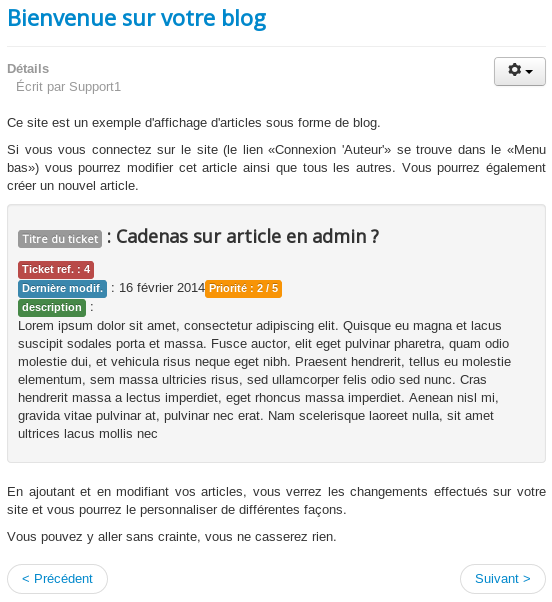 Bienvenue sur votre blog
Détails
Écrit par Support1
Ce site est un exemple d'affichage d'articles sous forme de blog.
Si vous vous connectez sur le site (le lien «Connexion 'Auteur'» se trouve dans le «Menu
bas») vous pourrez modifier cet article ainsi que tous les autres. Vous pourrez également
créer un nouvel article.
Titre du ticket : Cadenas sur article en admin ?
Ticket ref. : 4
Dernière modif. : 16 février 2014 Priorité : 2 / 5
description :
Lorem ipsum dolor sit amet, consectetur adipiscing elit. Quisque eu magna et lacus
suscipit sodales porta et massa. Fusce auctor, elit eget pulvinar pharetra, quam odio
molestie dui, et vehicula risus neque eget nibh. Praesent hendrerit, tellus eu molestie
elementum, sem massa ultricies risus, sed ullamcorper felis odio sed nunc. Cras
hendrerit massa a lectus imperdiet, eget rhoncus massa imperdiet. Aenean nisl mi,
gravida vitae pulvinar at, pulvinar nec erat. Nam scelerisque laoreet nulla, sit amet
ultrices lacus mollis nec
En ajoutant et en modifiant vos articles, vous verrez les changements effectués sur votre
site et vous pourrez le personnaliser de différentes façons.
Vous pouvez y aller sans crainte, vous ne casserez rien.
< Précédent
Suivant >